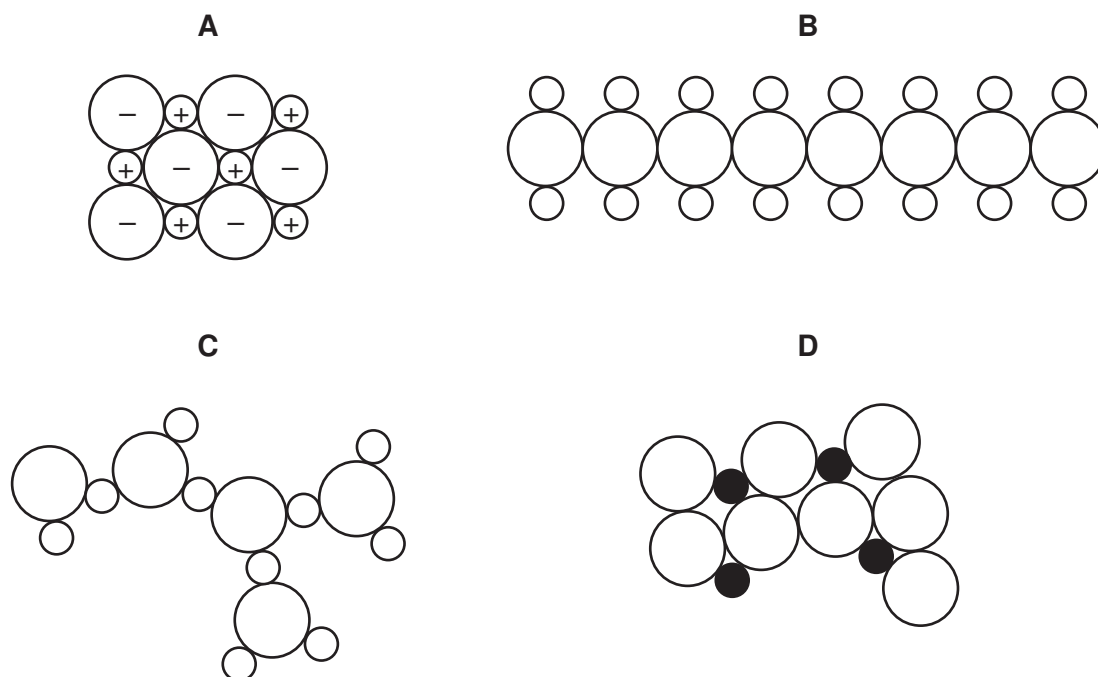 A B
− + − +
+ − + −
− + − +
C D